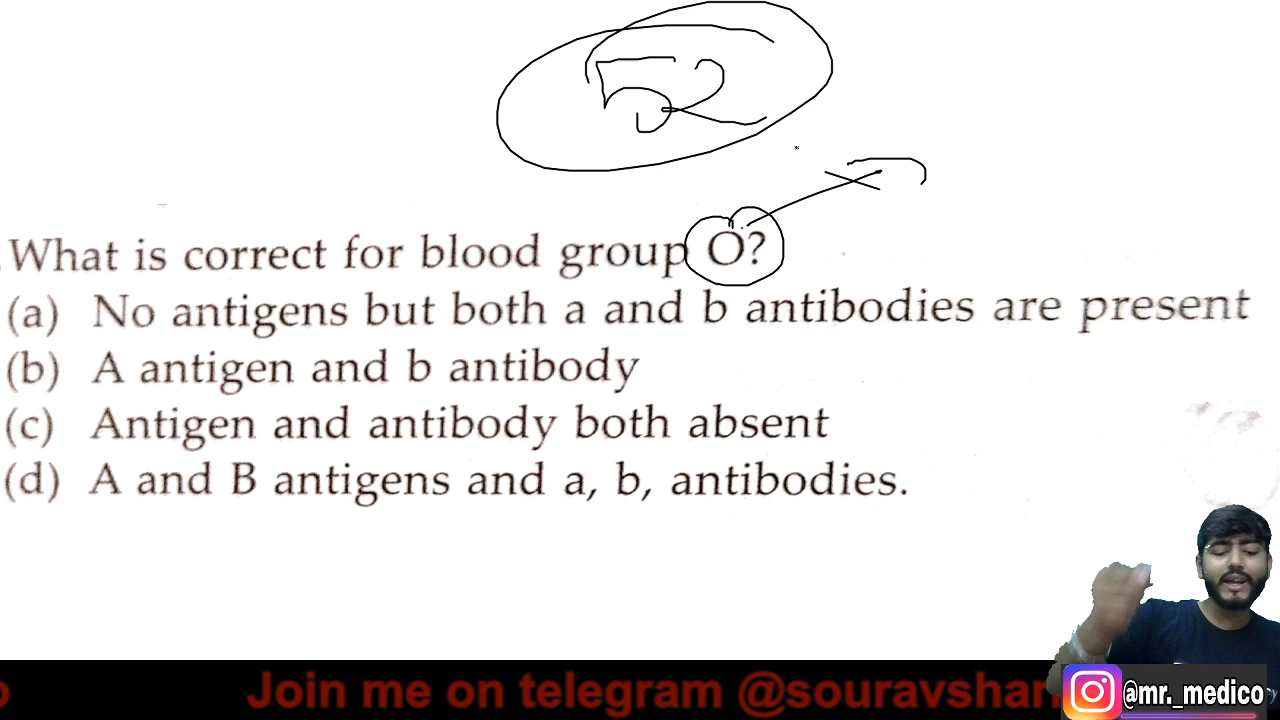 52
What is correct for blood group O?
(a) No antigens but both a and b antibodies are present
(b) A antigen and b antibody
(c) Antigen and antibody both absent
(d) A and B antigens and a, b, antibodies.
Join me on telegram @souravshar
@mr._medico